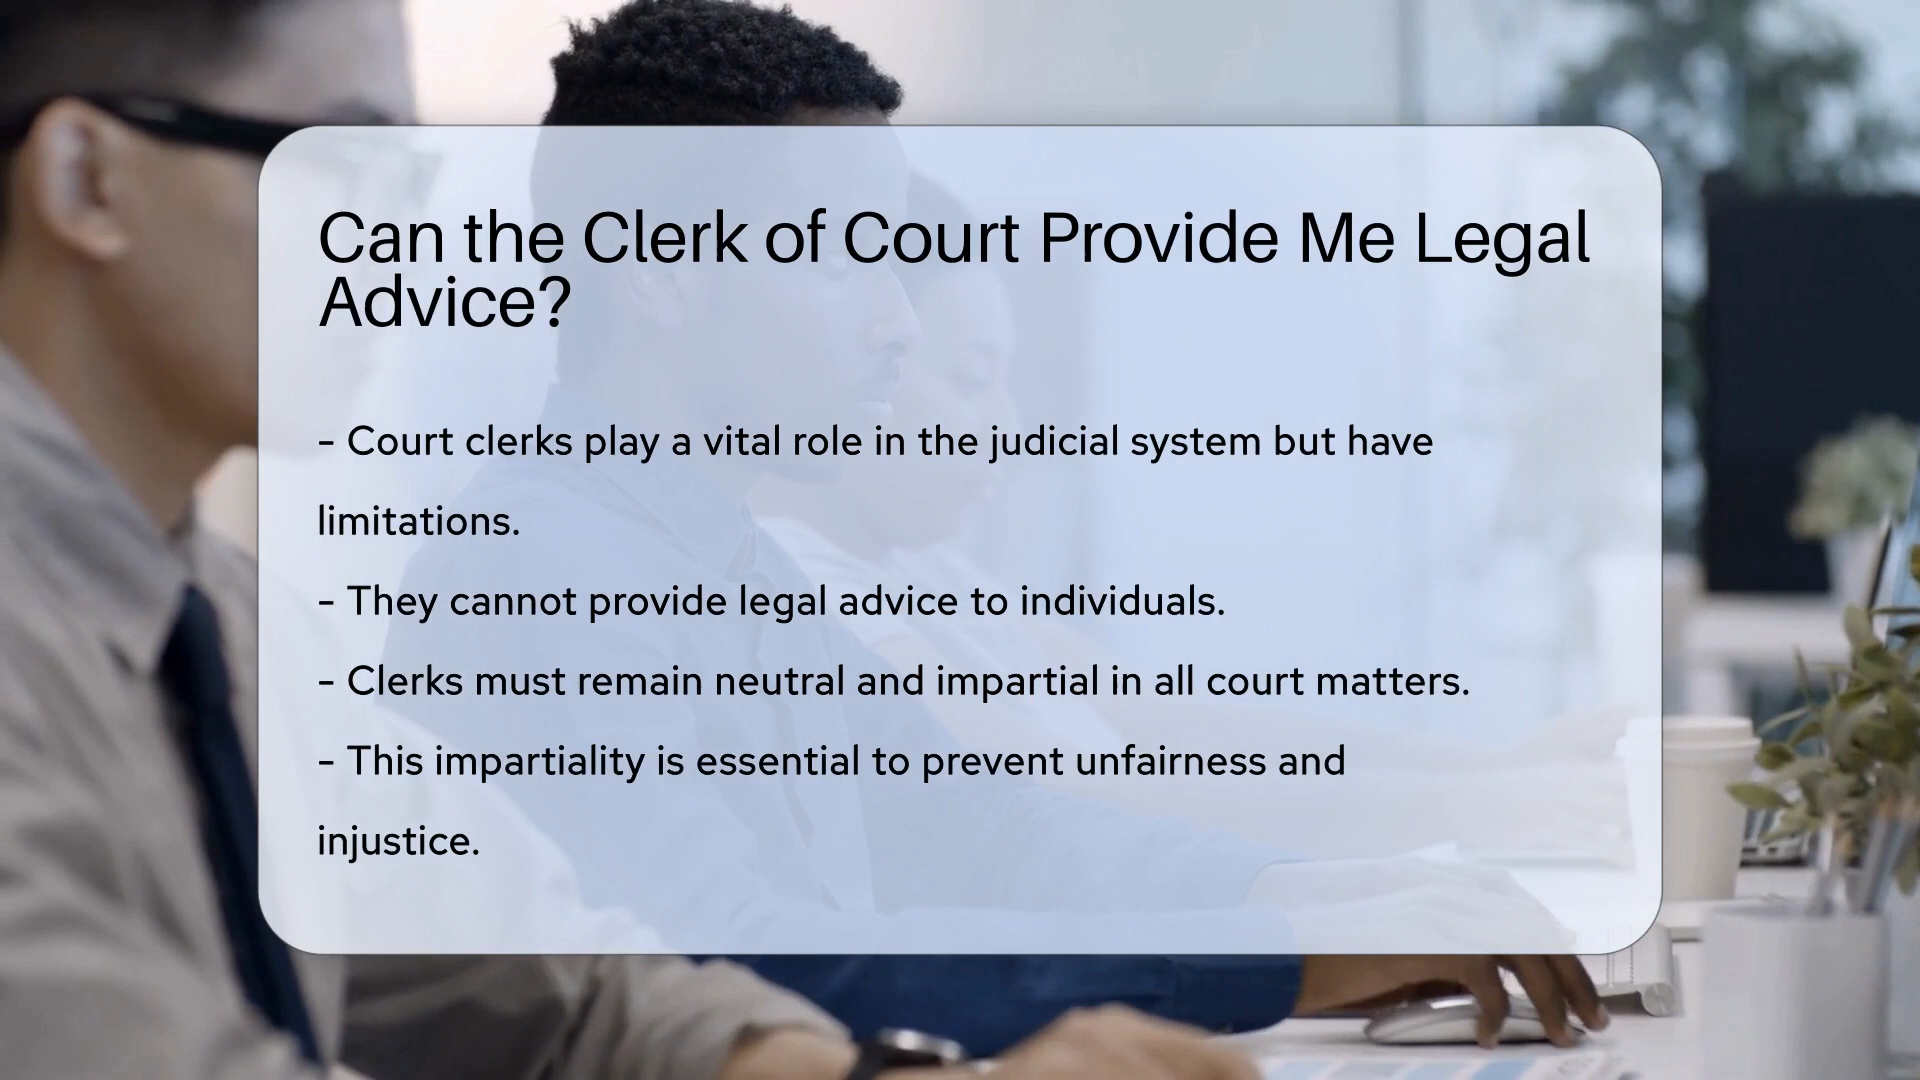 Can the Clerk of Court Provide Me Legal
Advice?
- Court clerks play a vital role in the judicial system but have
limitations.
- They cannot provide legal advice to individuals.
- Clerks must remain neutral and impartial in all court matters.
- This impartiality is essential to prevent unfairness and
injustice.